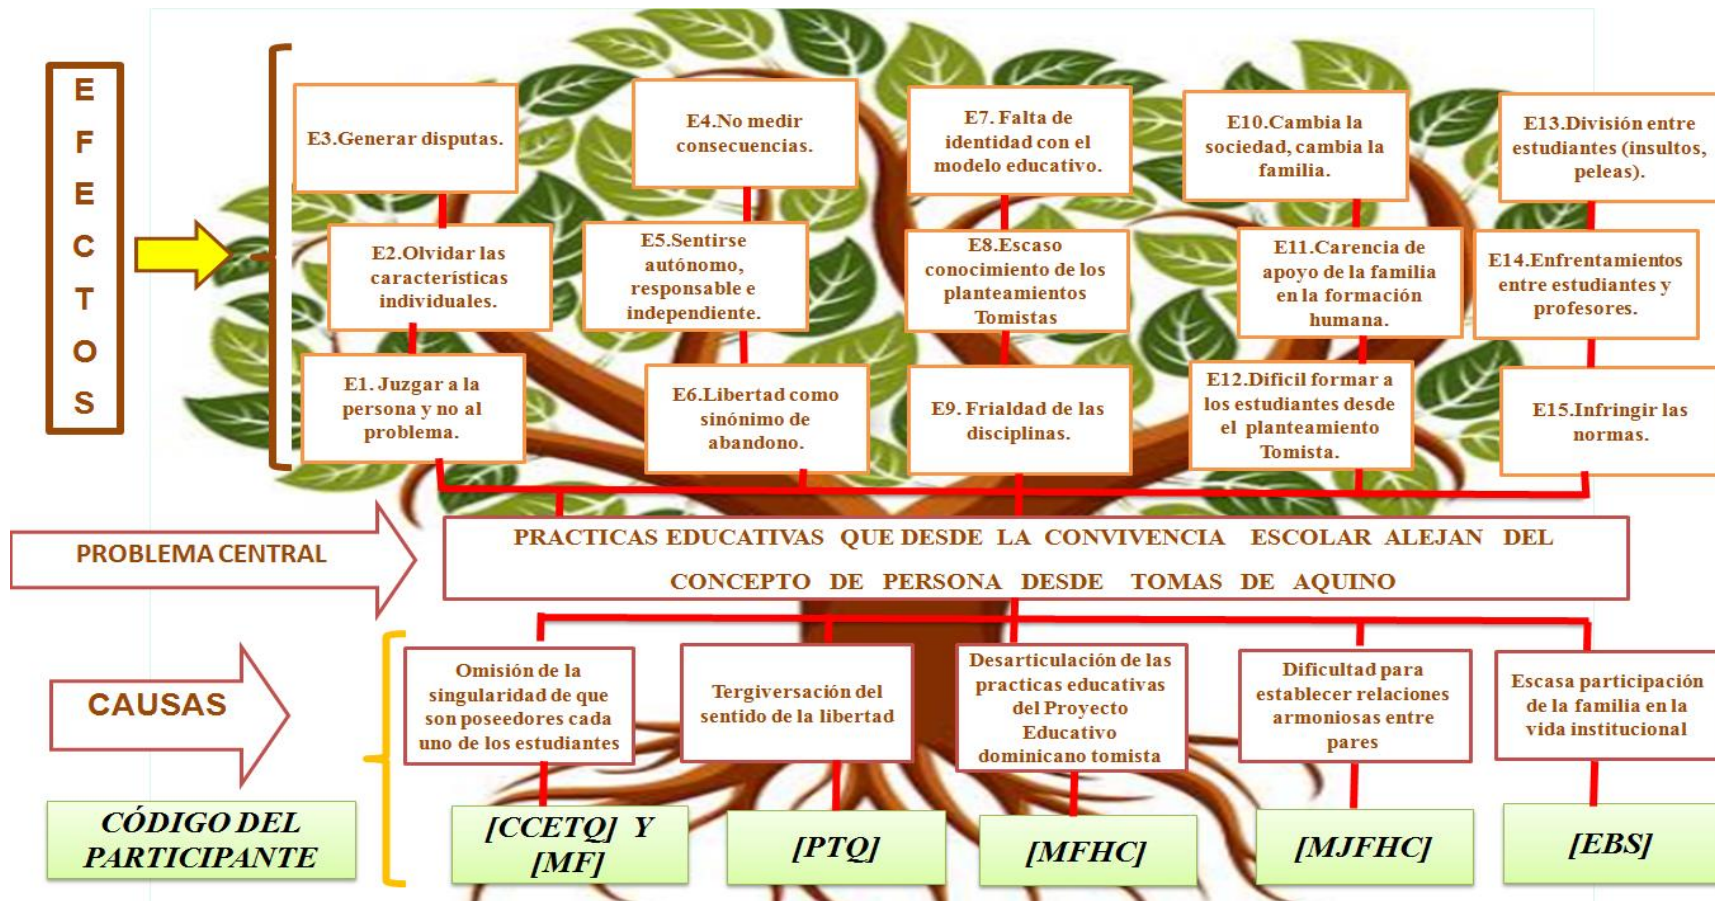 EFECTOS
E3.Generar disputas.
E4.No medir
consecuencias.
E7. Falta de
identidad con el
modelo educativo.
E10.Cambia la
sociedad, cambia la
familia.
E13.División entre
estudiantes (insultos,
peleas).
E2.Olvidar las
características
individuales.
E5.Sentirse
autónomo,
responsable e
independiente.
E8.Escaso
conocimiento de los
planteamientos
Tomistas
E11.Carencia de
apoyo de la familia
en la formación
humana.
E14.Enfrentamientos
entre estudiantes y
profesores.
E1. Juzgar a la
persona y no al
problema.
E6.Libertad como
sinónimo de
abandono.
E9. Frialdad de las
disciplinas.
E12.Dificil formar a
los estudiantes desde
el planteamiento
Tomista.
E15.Infringir las
normas.
PROBLEMA CENTRAL
PRACTICAS EDUCATIVAS QUE DESDE LA CONVIVENCIA ESCOLAR ALEJAN DEL
CONCEPTO DE PERSONA DESDE TOMAS DE AQUINO
CAUSAS
Omisión de la
singularidad de que
son poseedores cada
uno de los estudiantes
Tergiversación del
sentido de la libertad
Desarticulación de las
practicas educativas
del Proyecto
Educativo
dominicano tomista
Dificultad para
establecer relaciones
armoniosas entre
pares
Escasa participación
de la familia en la
vida institucional
CÓDIGO DEL
PARTICIPANTE
[CCETQ] Y
[MF]
[PTQ]
[MFHC]
[MJFHC]
[EBS]